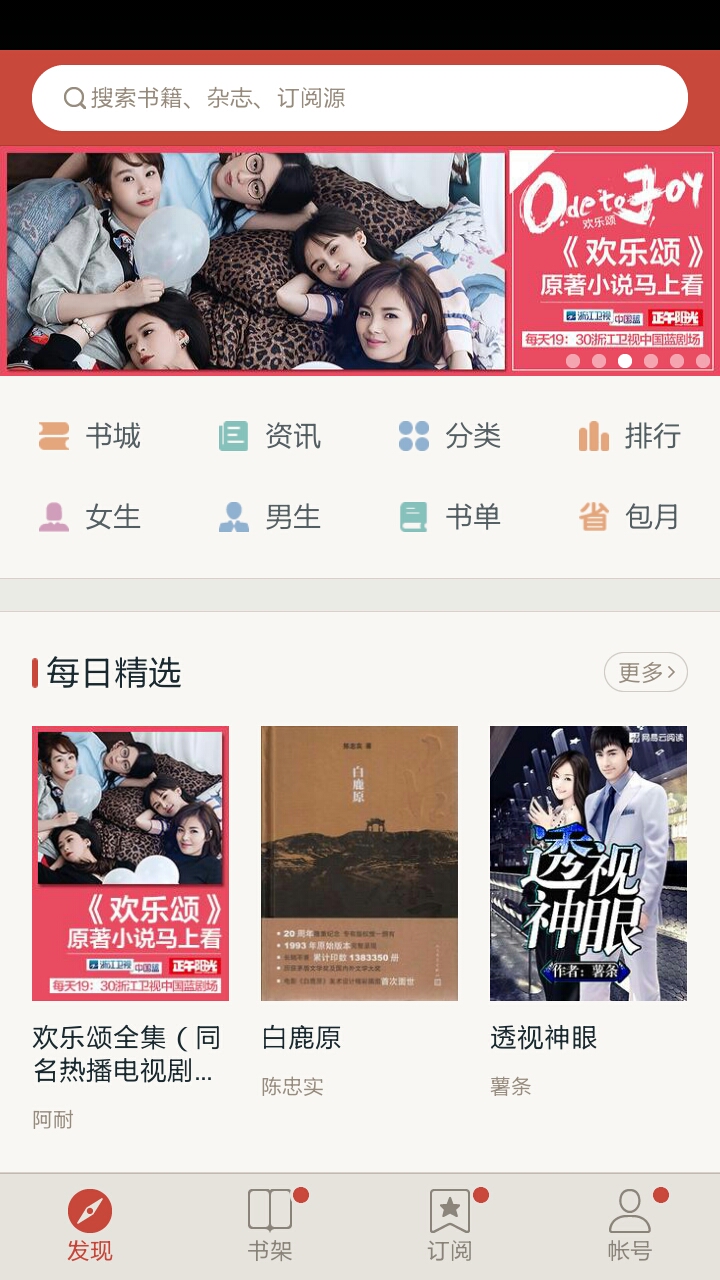 搜索书籍、杂志、订阅源
Ode to Joy
欢乐颂
《欢乐颂》
原著小说马上看
浙江卫视 中国蓝 正午阳光
每天19：30浙江卫视中国蓝剧场
书城
资讯
分类
排行
女生
男生
书单
省 包月
每日精选
更多
《欢乐颂》
原著小说马上看
浙江卫视 中国蓝 正午阳光
每天19：30浙江卫视中国蓝剧场
欢乐颂全集（同
名热播电视剧...
阿耐
陈忠实 著
白鹿原
20 周年
1993 年原始版本
累计印数 1383350 册
首次面世
白鹿原
陈忠实
网易云阅读
透视
神眼
作者：薯条
透视神眼
薯条
发现
书架
订阅
帐号